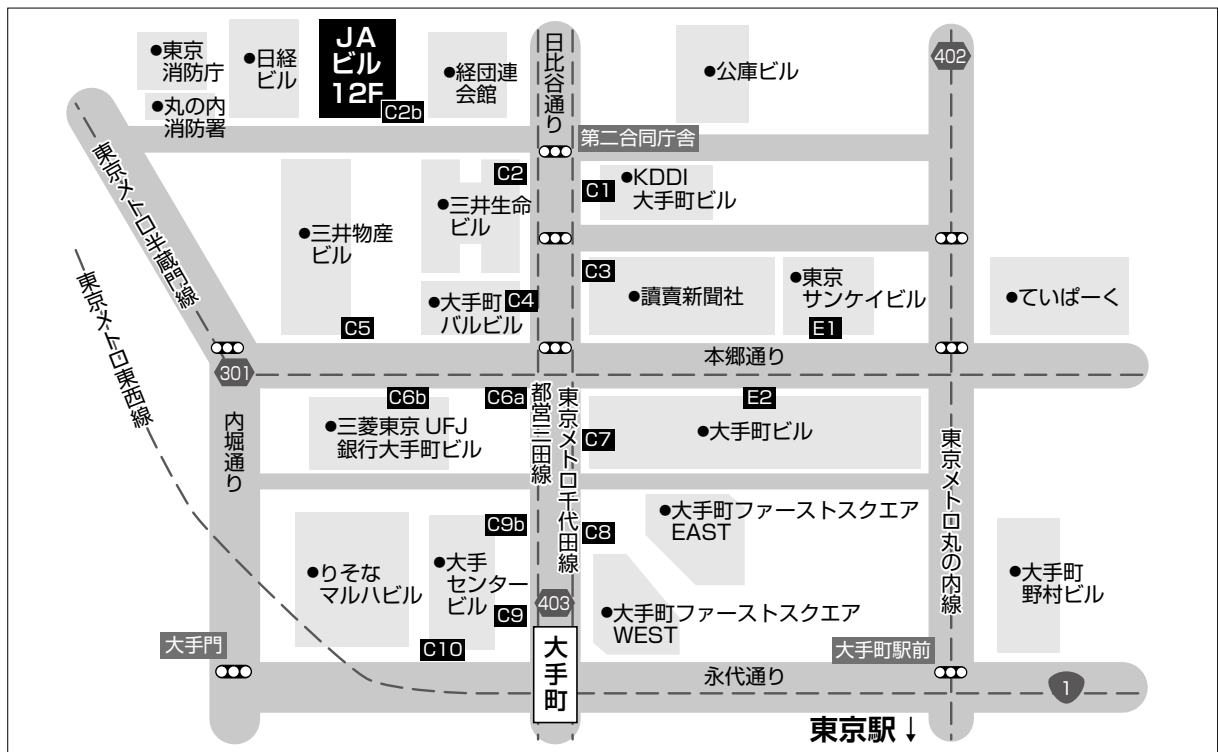 ●東京
消防庁
●日経
ビル
JA
ビル
12F
C2b
●経団連
会館
日比谷通り
●公庫ビル
402
●丸の内
消防署
第二合同庁舎
東京メトロ半蔵門線
C2
C1
●KDDI
大手町ビル
●三井生命
ビル
●三井物産
ビル
C3
●東京
サンケイビル
●讀賣新聞社
●ていぱーく
東京メトロ東西線
●大手町
パルビル
C4
C5
E1
本郷通り
301
C6b
C6a
E2
内堀通り
●三菱東京UFJ
銀行大手町ビル
都営三田線
東京メトロ千代田線
C7
●大手町ビル
東京メトロ丸の内線
C9b
C8
●大手町ファーストスクエア
EAST
●りそな
マルハビル
●大手
センター
ビル
●大手町
野村ビル
C9
403
●大手町ファーストスクエア
WEST
大手門
C10
大手町
大手町駅前
永代通り
1
東京駅↓